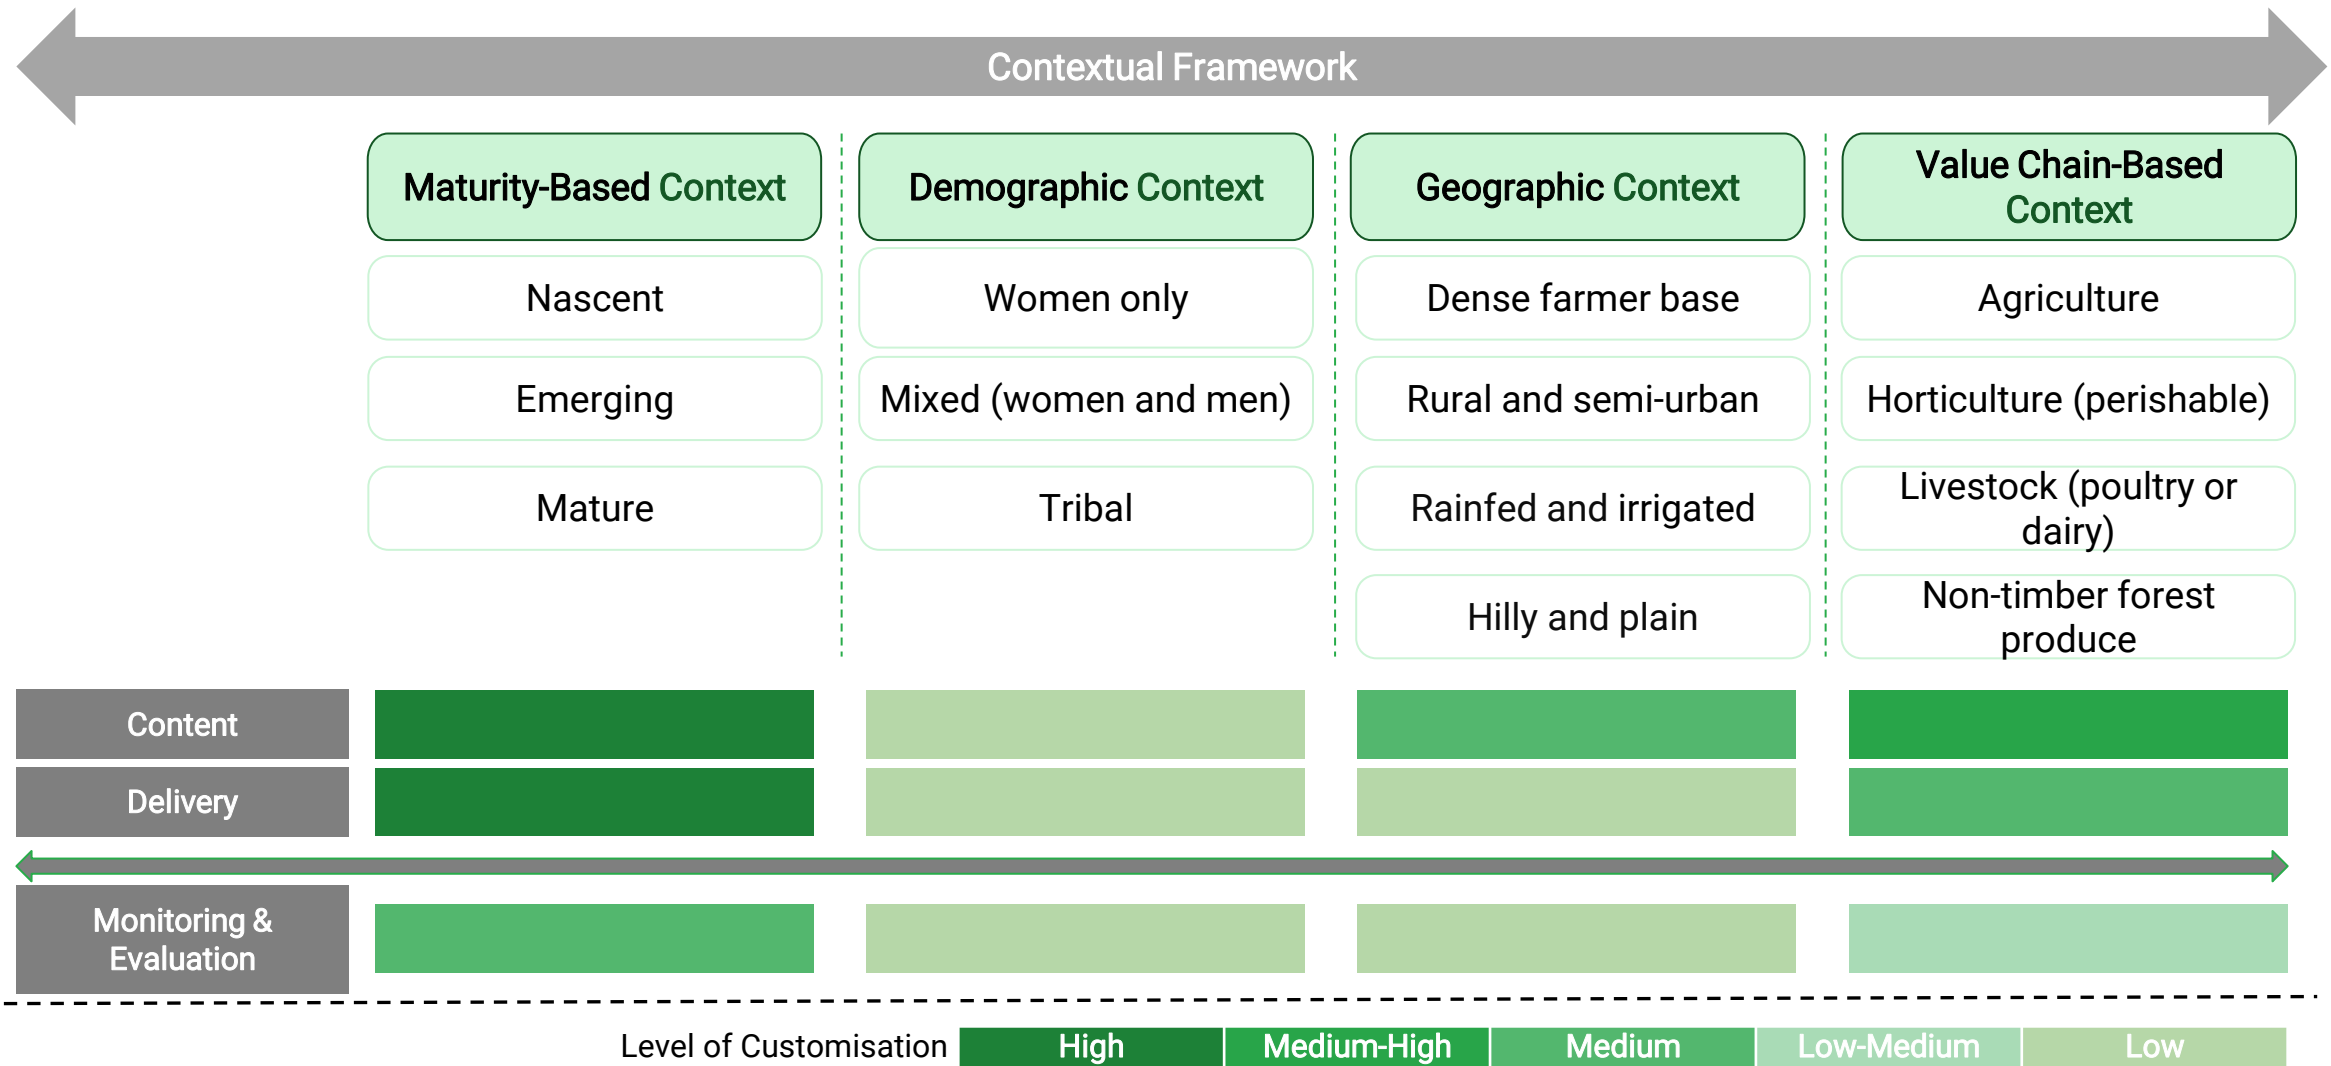 Contextual Framework
Maturity-Based Context
Demographic Context
Geographic Context
Value Chain-Based
Context
Nascent
Women only
Dense farmer base
Agriculture
Emerging
Mixed (women and men)
Rural and semi-urban
Horticulture (perishable)
Mature
Tribal
Rainfed and irrigated
Livestock (poultry or
dairy)
Hilly and plain
Non-timber forest
produce
Content
Delivery
Monitoring &
Evaluation
Level of Customisation
High
Medium-High
Medium
Low-Medium
Low